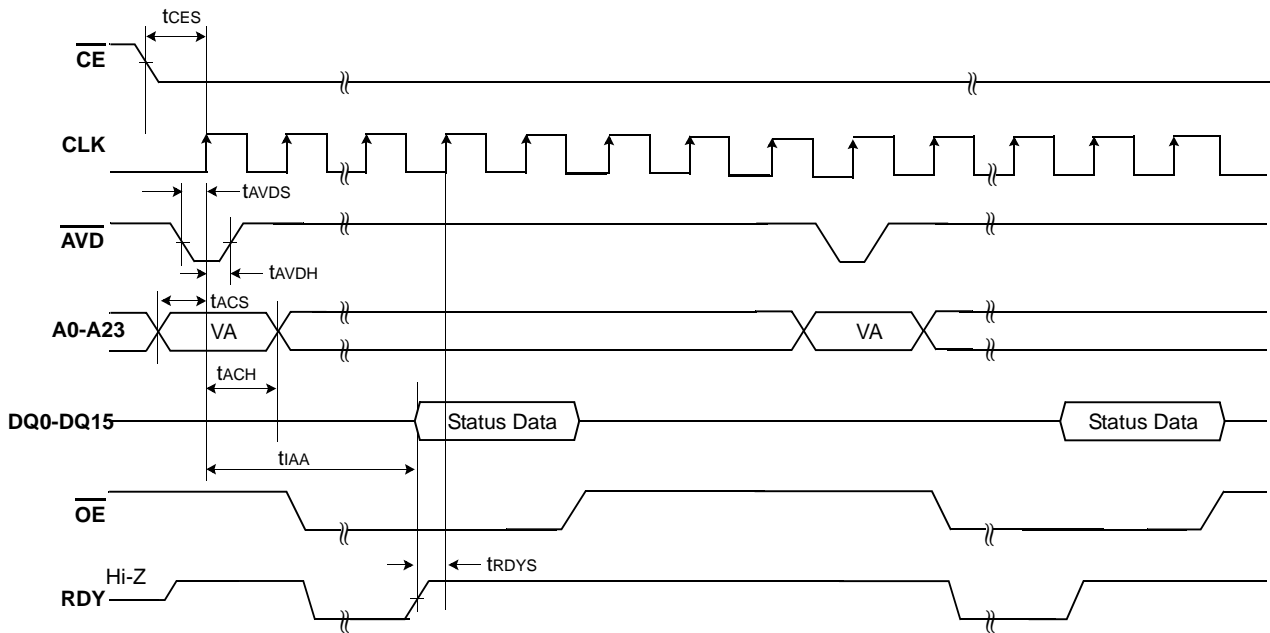 tCES
CE
CLK
tAVDS
AVD
tAVDH
tACS
A0-A23
VA
VA
tACH
DQ0-DQ15
Status Data
Status Data
tIAA
OE
tRDYS
Hi-Z
RDY